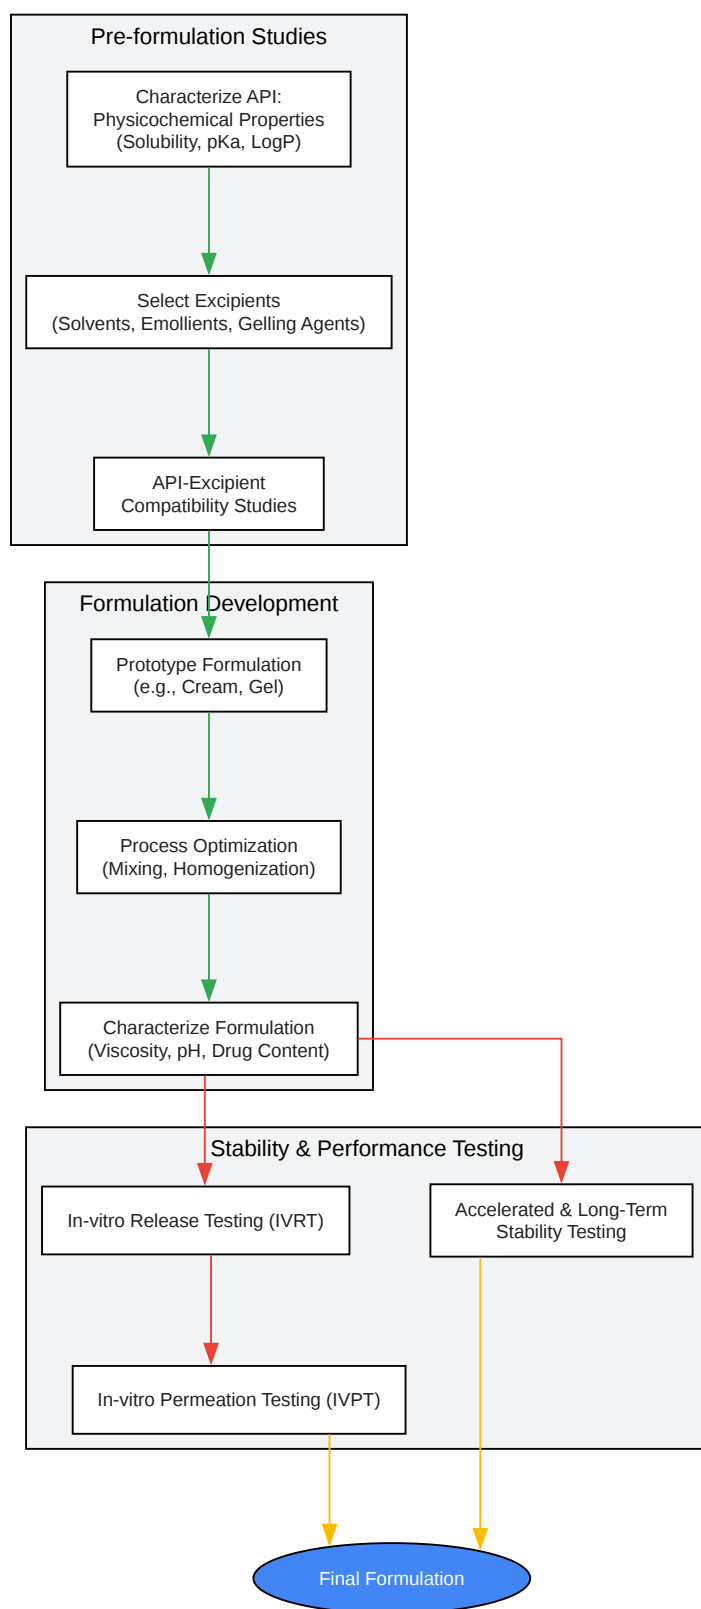 Pre-formulation Studies
Characterize API:
Physicochemical Properties
(Solubility, pKa, LogP)
Select Excipients
(Solvents, Emollients, Gelling Agents)
API-Excipient
Compatibility Studies
Formulation Development
Prototype Formulation
(e.g., Cream, Gel)
Process Optimization
(Mixing, Homogenization)
Characterize Formulation
(Viscosity, pH, Drug Content)
Stability & Performance Testing
In-vitro Release Testing (IVRT)
Accelerated & Long-Term
Stability Testing
In-vitro Permeation Testing (IVPT)
Final Formulation